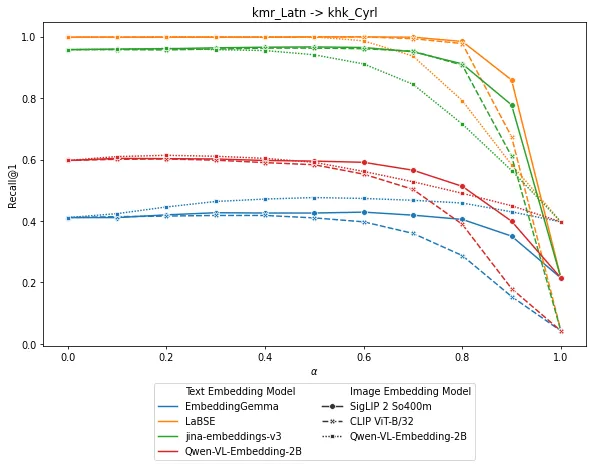 kmr_Latn -> khk_Cyrl
Recall@1
1.0
0.8
0.6
0.4
0.2
0.0
0.0 0.2 0.4 0.6 0.8 1.0
α
Text Embedding Model
EmbeddingGemma
LaBSE
jina-embeddings-v3
Qwen-VL-Embedding-2B
Image Embedding Model
SigLIP 2 So400m
CLIP ViT-B/32
Qwen-VL-Embedding-2B